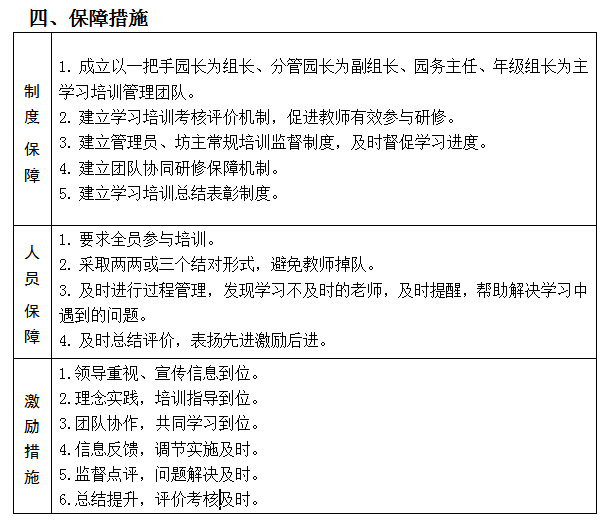 四、保障措施
制度保障
1. 成立以一把手园长为组长、分管园长为副组长、园务主任、年级组长为主
学习培训管理团队。
2. 建立学习培训考核评价机制，促进教师有效参与研修。
3. 建立管理员、坊主常规培训监督制度，及时督促学习进度。
4. 建立团队协同研修保障机制。
5. 建立学习培训总结表彰制度。
人员保障
1. 要求全员参与培训。
2. 采取两两或三个结对形式，避免教师掉队。
3. 及时进行过程管理，发现学习不及时的老师，及时提醒，帮助解决学习中
遇到的问题。
4. 及时总结评价，表扬先进激励后进。
激励措施
1.领导重视、宣传信息到位。
2.理念实践，培训指导到位。
3.团队协作，共同学习到位。
4.信息反馈，调节实施及时。
5.监督点评，问题解决及时。
6.总结提升，评价考核及时。